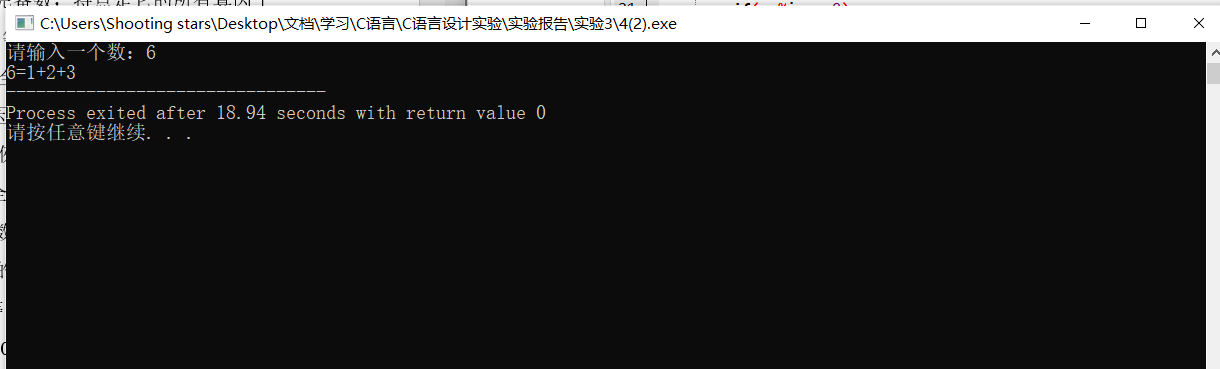 C:\Users\Shooting stars\Desktop\文档\学习\C语言\C语言设计实验\实验报告\实验3\4(2).exe
请输入一个数：6
6=1+2+3
--------------------------------
Process exited after 18.94 seconds with return value 0
请按任意键继续. . .